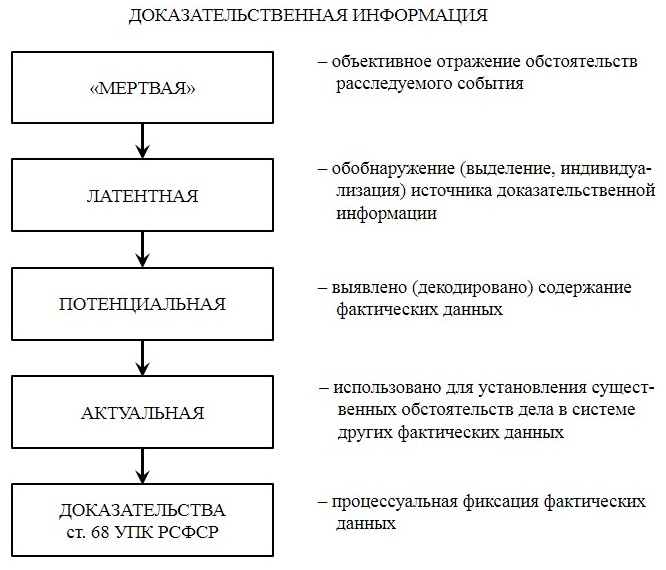 ДОКАЗАТЕЛЬСТВЕННАЯ ИНФОРМАЦИЯ
«МЕРТВАЯ»
– объективное отражение обстоятельств
расследуемого события
ЛАТЕНТНАЯ
– обобнаружение (выделение, индивидуа-
лизация) источника доказательственной
информации
ПОТЕНЦИАЛЬНАЯ
– выявлено (декодировано) содержание
фактических данных
АКТУАЛЬНАЯ
– использовано для установления сущест-
венных обстоятельств дела в системе
других фактических данных
ДОКАЗАТЕЛЬСТВА
ст. 68 УПК РСФСР
– процессуальная фиксация фактических
данных